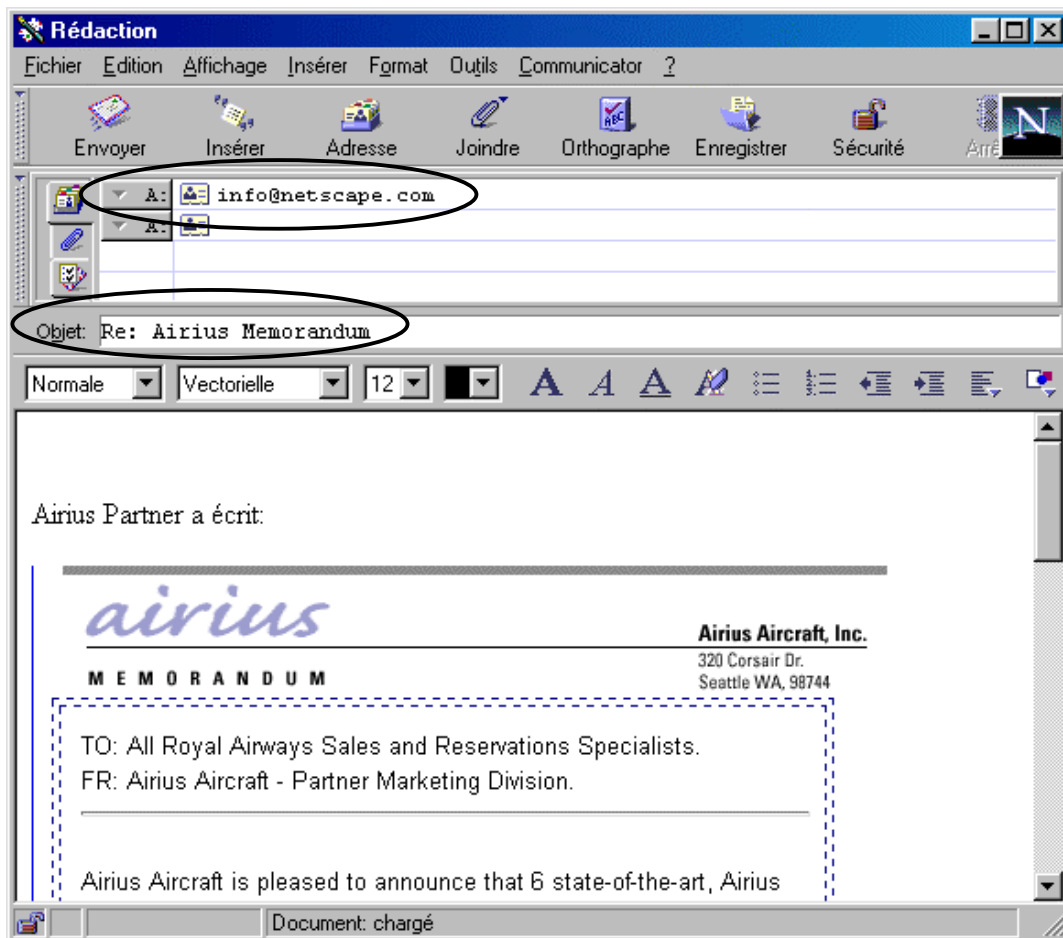 Rédaction
Fichier Edition Affichage Insérer Format Outils Communicator ?
Envoyer Insérer Adresse Joindre Orthographe Enregistrer Sécurité Arrê
N
A: info@netscape.com
A:
Objet: Re: Airius Memorandum
Normale Vectorielle 12 A A A
Airius Partner a écrit:
airius
Airius Aircraft, Inc.
320 Corsair Dr.
MEMORANDUM Seattle WA, 98744
TO: All Royal Airways Sales and Reservations Specialists.
FR: Airius Aircraft - Partner Marketing Division.
Airius Aircraft is pleased to announce that 6 state-of-the-art, Airius
Document: chargé